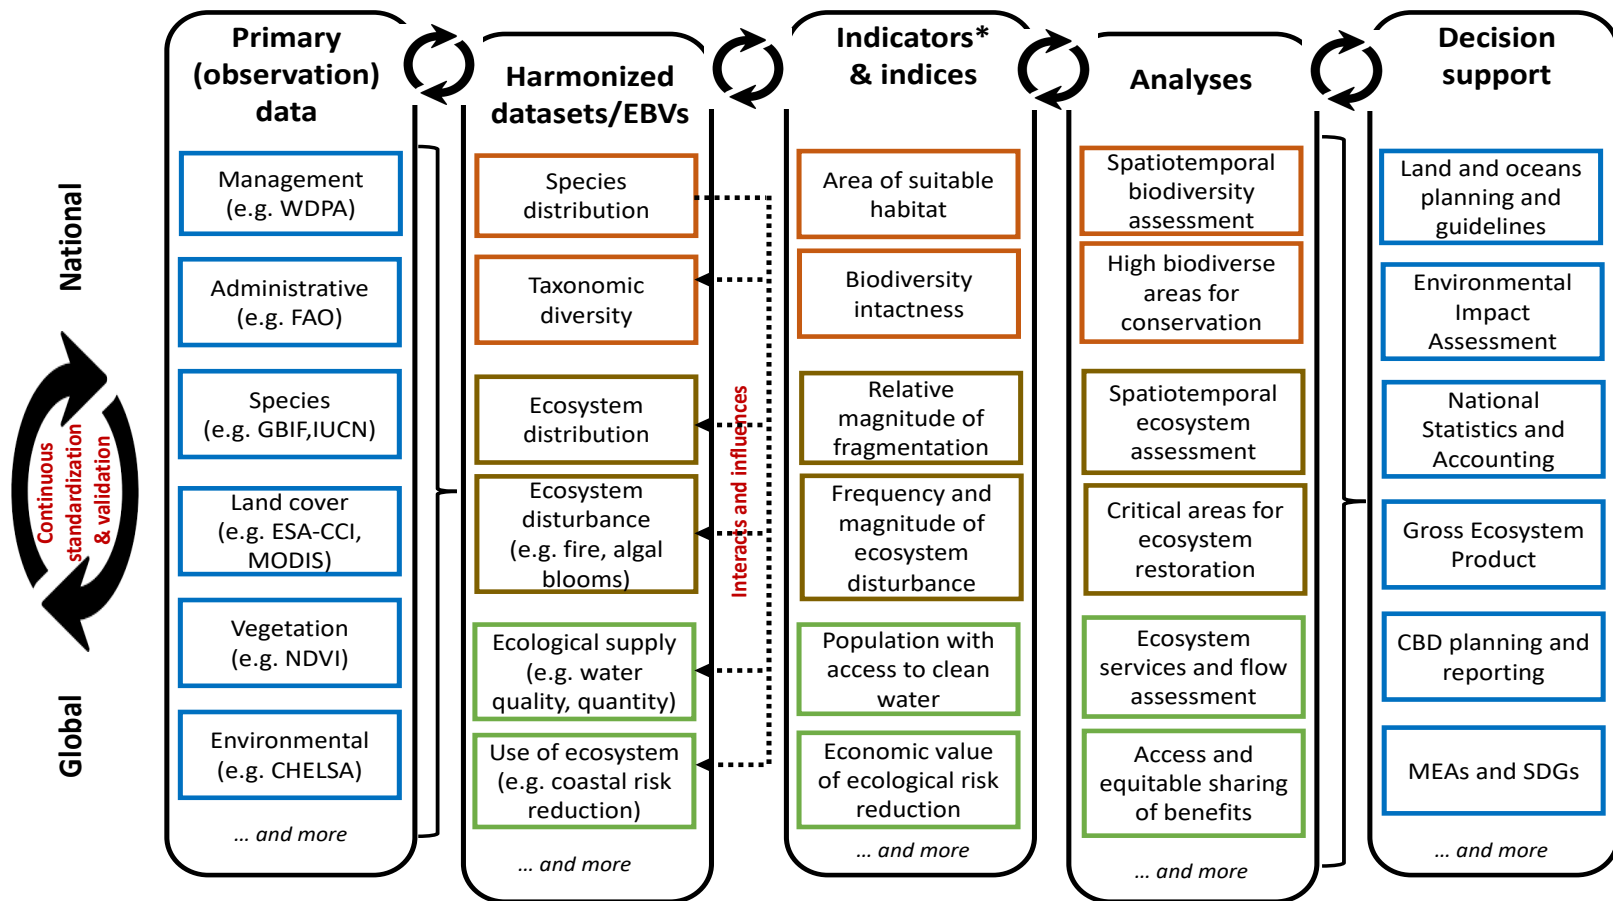 National
Continuous
standardization
& validation
Global
Primary
(observation)
data
Management
(e.g. WDPA)
Administrative
(e.g. FAO)
Species
(e.g. GBIF,IUCN)
Land cover
(e.g. ESA-CCI,
MODIS)
Vegetation
(e.g. NDVI)
Environmental
(e.g. CHELSA)
... and more
Harmonized
datasets/EBVs
Species
distribution
Taxonomic
diversity
Ecosystem
distribution
Ecosystem
disturbance
(e.g. fire, algal
blooms)
Ecological supply
(e.g. water
quality, quantity)
Use of ecosystem
(e.g. coastal risk
reduction)
... and more
Interacts and influences
Indicators*
& indices
Area of suitable
habitat
Biodiversity
intactness
Relative
magnitude of
fragmentation
Frequency and
magnitude of
ecosystem
disturbance
Population with
access to clean
water
Economic value
of ecological risk
reduction
... and more
Analyses
Spatiotemporal
biodiversity
assessment
High biodiverse
areas for
conservation
Spatiotemporal
ecosystem
assessment
Critical areas for
ecosystem
restoration
Ecosystem
services and flow
assessment
Access and
equitable sharing
of benefits
... and more
Decision
support
Land and oceans
planning and
guidelines
Environmental
Impact
Assessment
National
Statistics and
Accounting
Gross Ecosystem
Product
CBD planning and
reporting
MEAs and SDGs
... and more